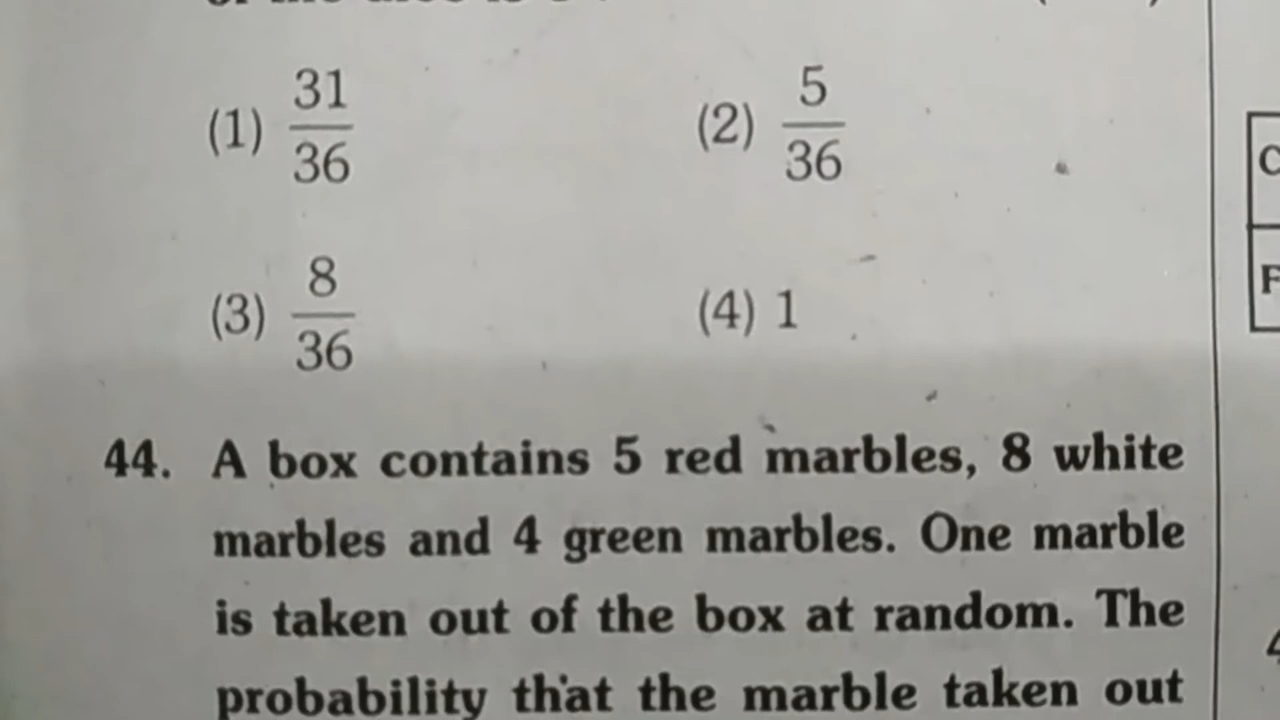 (1) 31/36 (2) 5/36
(3) 8/36 (4) 1
44. A box contains 5 red marbles, 8 white
marbles and 4 green marbles. One marble
is taken out of the box at random. The
probability that the marble taken out